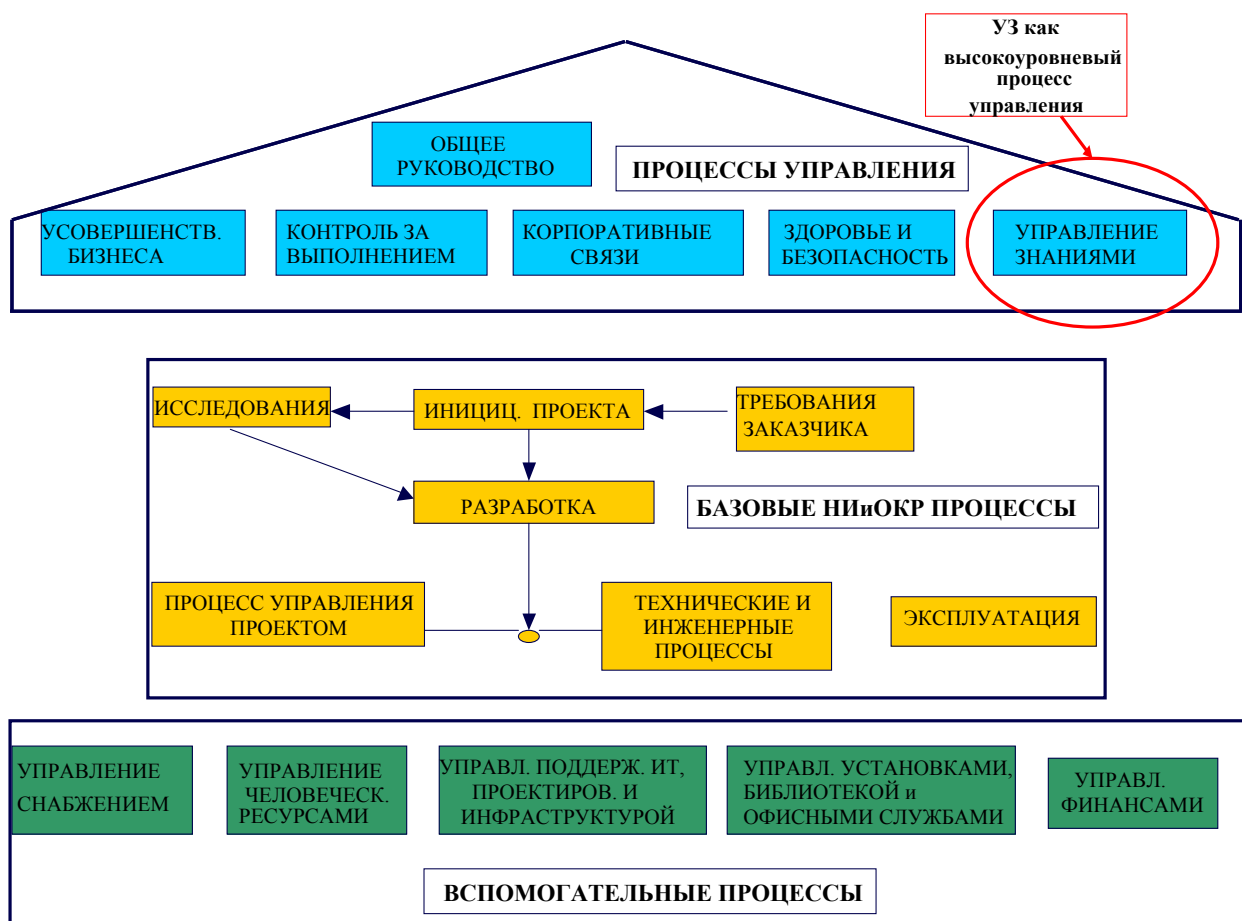 УЗ как
высокоуровневый
процесс
управления
ОБЩЕЕ
РУКОВОДСТВО
ПРОЦЕССЫ УПРАВЛЕНИЯ
УСОВЕРШЕНСТВ.
БИЗНЕСА
КОНТРОЛЬ ЗА
ВЫПОЛНЕНИЕМ
КОРПОРАТИВНЫЕ
СВЯЗИ
ЗДОРОВЬЕ И
БЕЗОПАСНОСТЬ
УПРАВЛЕНИЕ
ЗНАНИЯМИ
ИССЛЕДОВАНИЯ
ИНИЦИЦ. ПРОЕКТА
ТРЕБОВАНИЯ
ЗАКАЗЧИКА
РАЗРАБОТКА
БАЗОВЫЕ НИиОКР ПРОЦЕССЫ
ПРОЦЕСС УПРАВЛЕНИЯ
ПРОЕКТОМ
ТЕХНИЧЕСКИЕ И
ИНЖЕНЕРНЫЕ
ПРОЦЕССЫ
ЭКСПЛУАТАЦИЯ
УПРАВЛЕНИЕ
СНАБЖЕНИЕМ
УПРАВЛЕНИЕ
ЧЕЛОВЕЧЕСК.
РЕСУРСАМИ
УПРАВЛ. ПОДДЕРЖ. ИТ,
ПРОЕКТИРОВ. И
ИНФРАСТРУКТУРОЙ
УПРАВЛ. УСТАНОВКАМИ,
БИБЛИОТЕКОЙ и
ОФИСНЫМИ СЛУЖБАМИ
УПРАВЛ.
ФИНАНСАМИ
ВСПОМОГАТЕЛЬНЫЕ ПРОЦЕССЫ